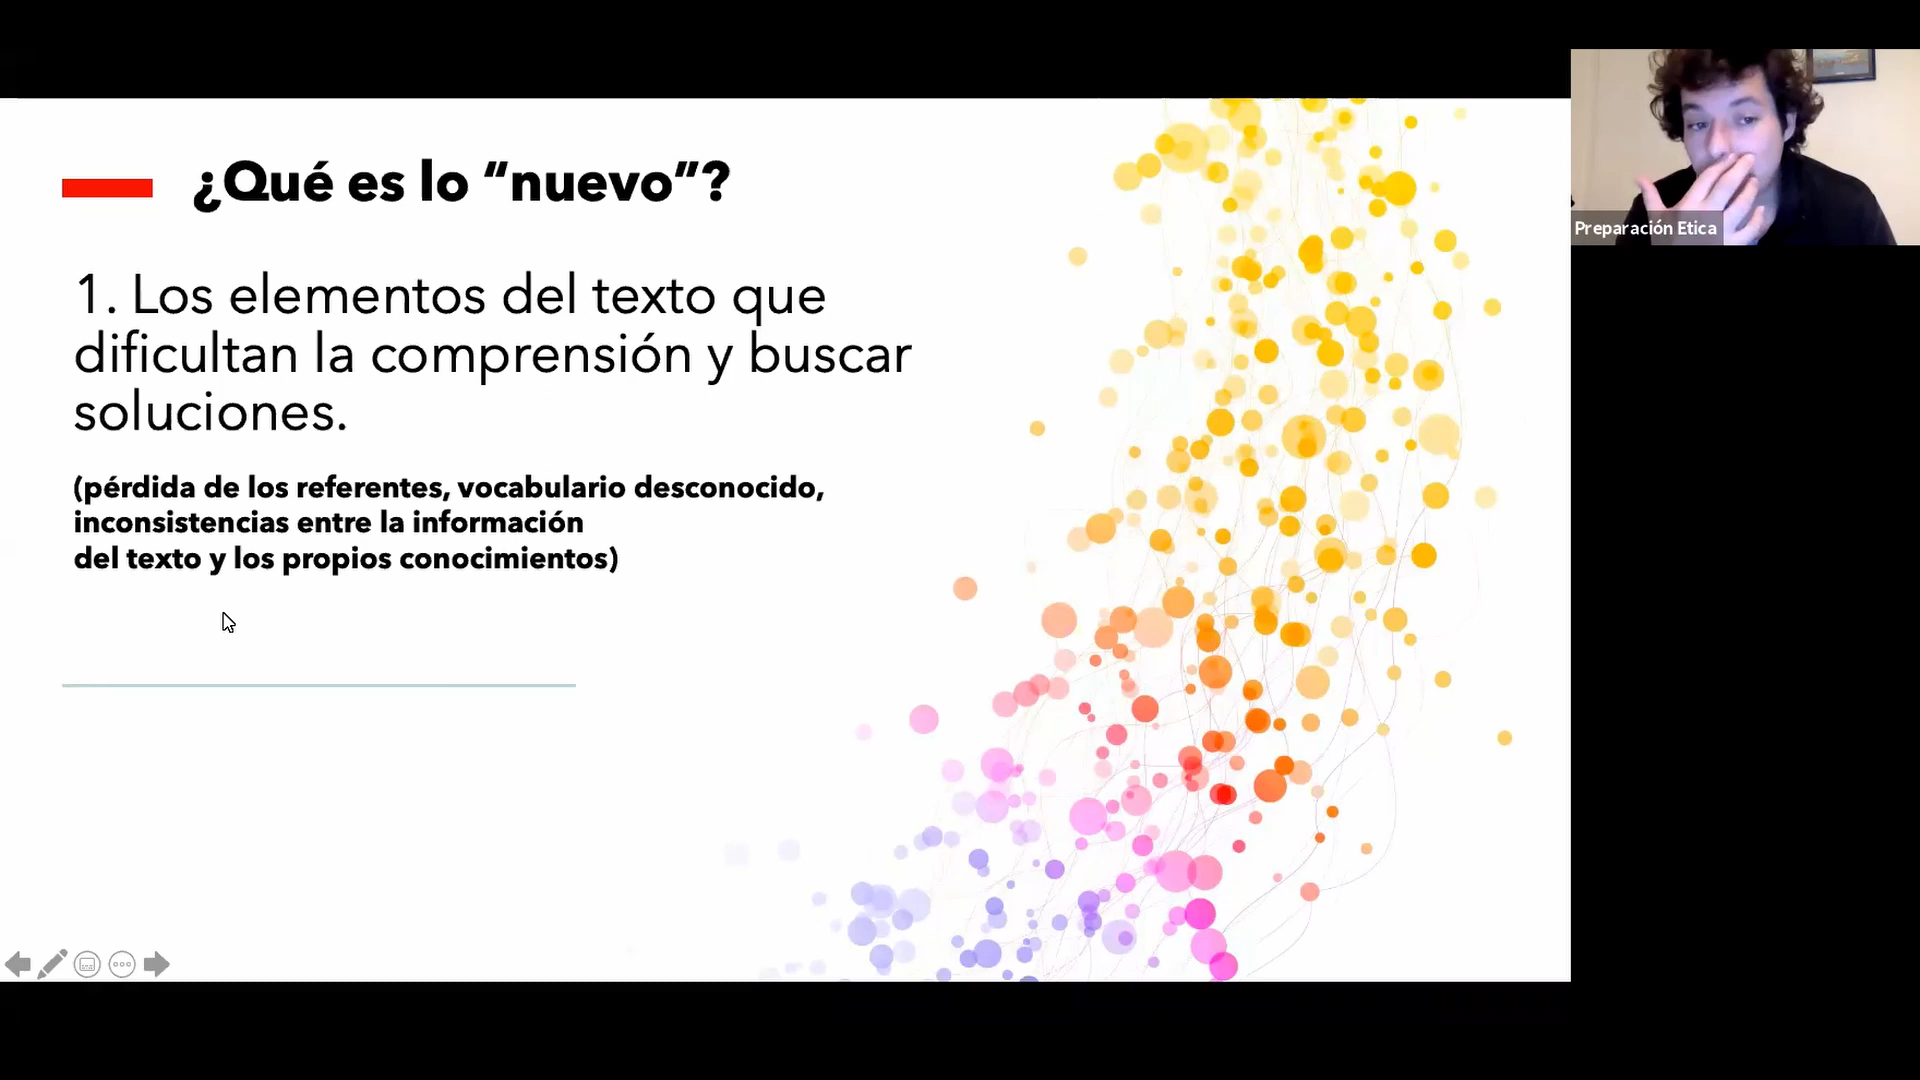 ¿Qué es lo “nuevo”?
1. Los elementos del texto que
dificultan la comprensión y buscar
soluciones.
(pérdida de los referentes, vocabulario desconocido,
inconsistencias entre la información
del texto y los propios conocimientos)
Preparación Etica